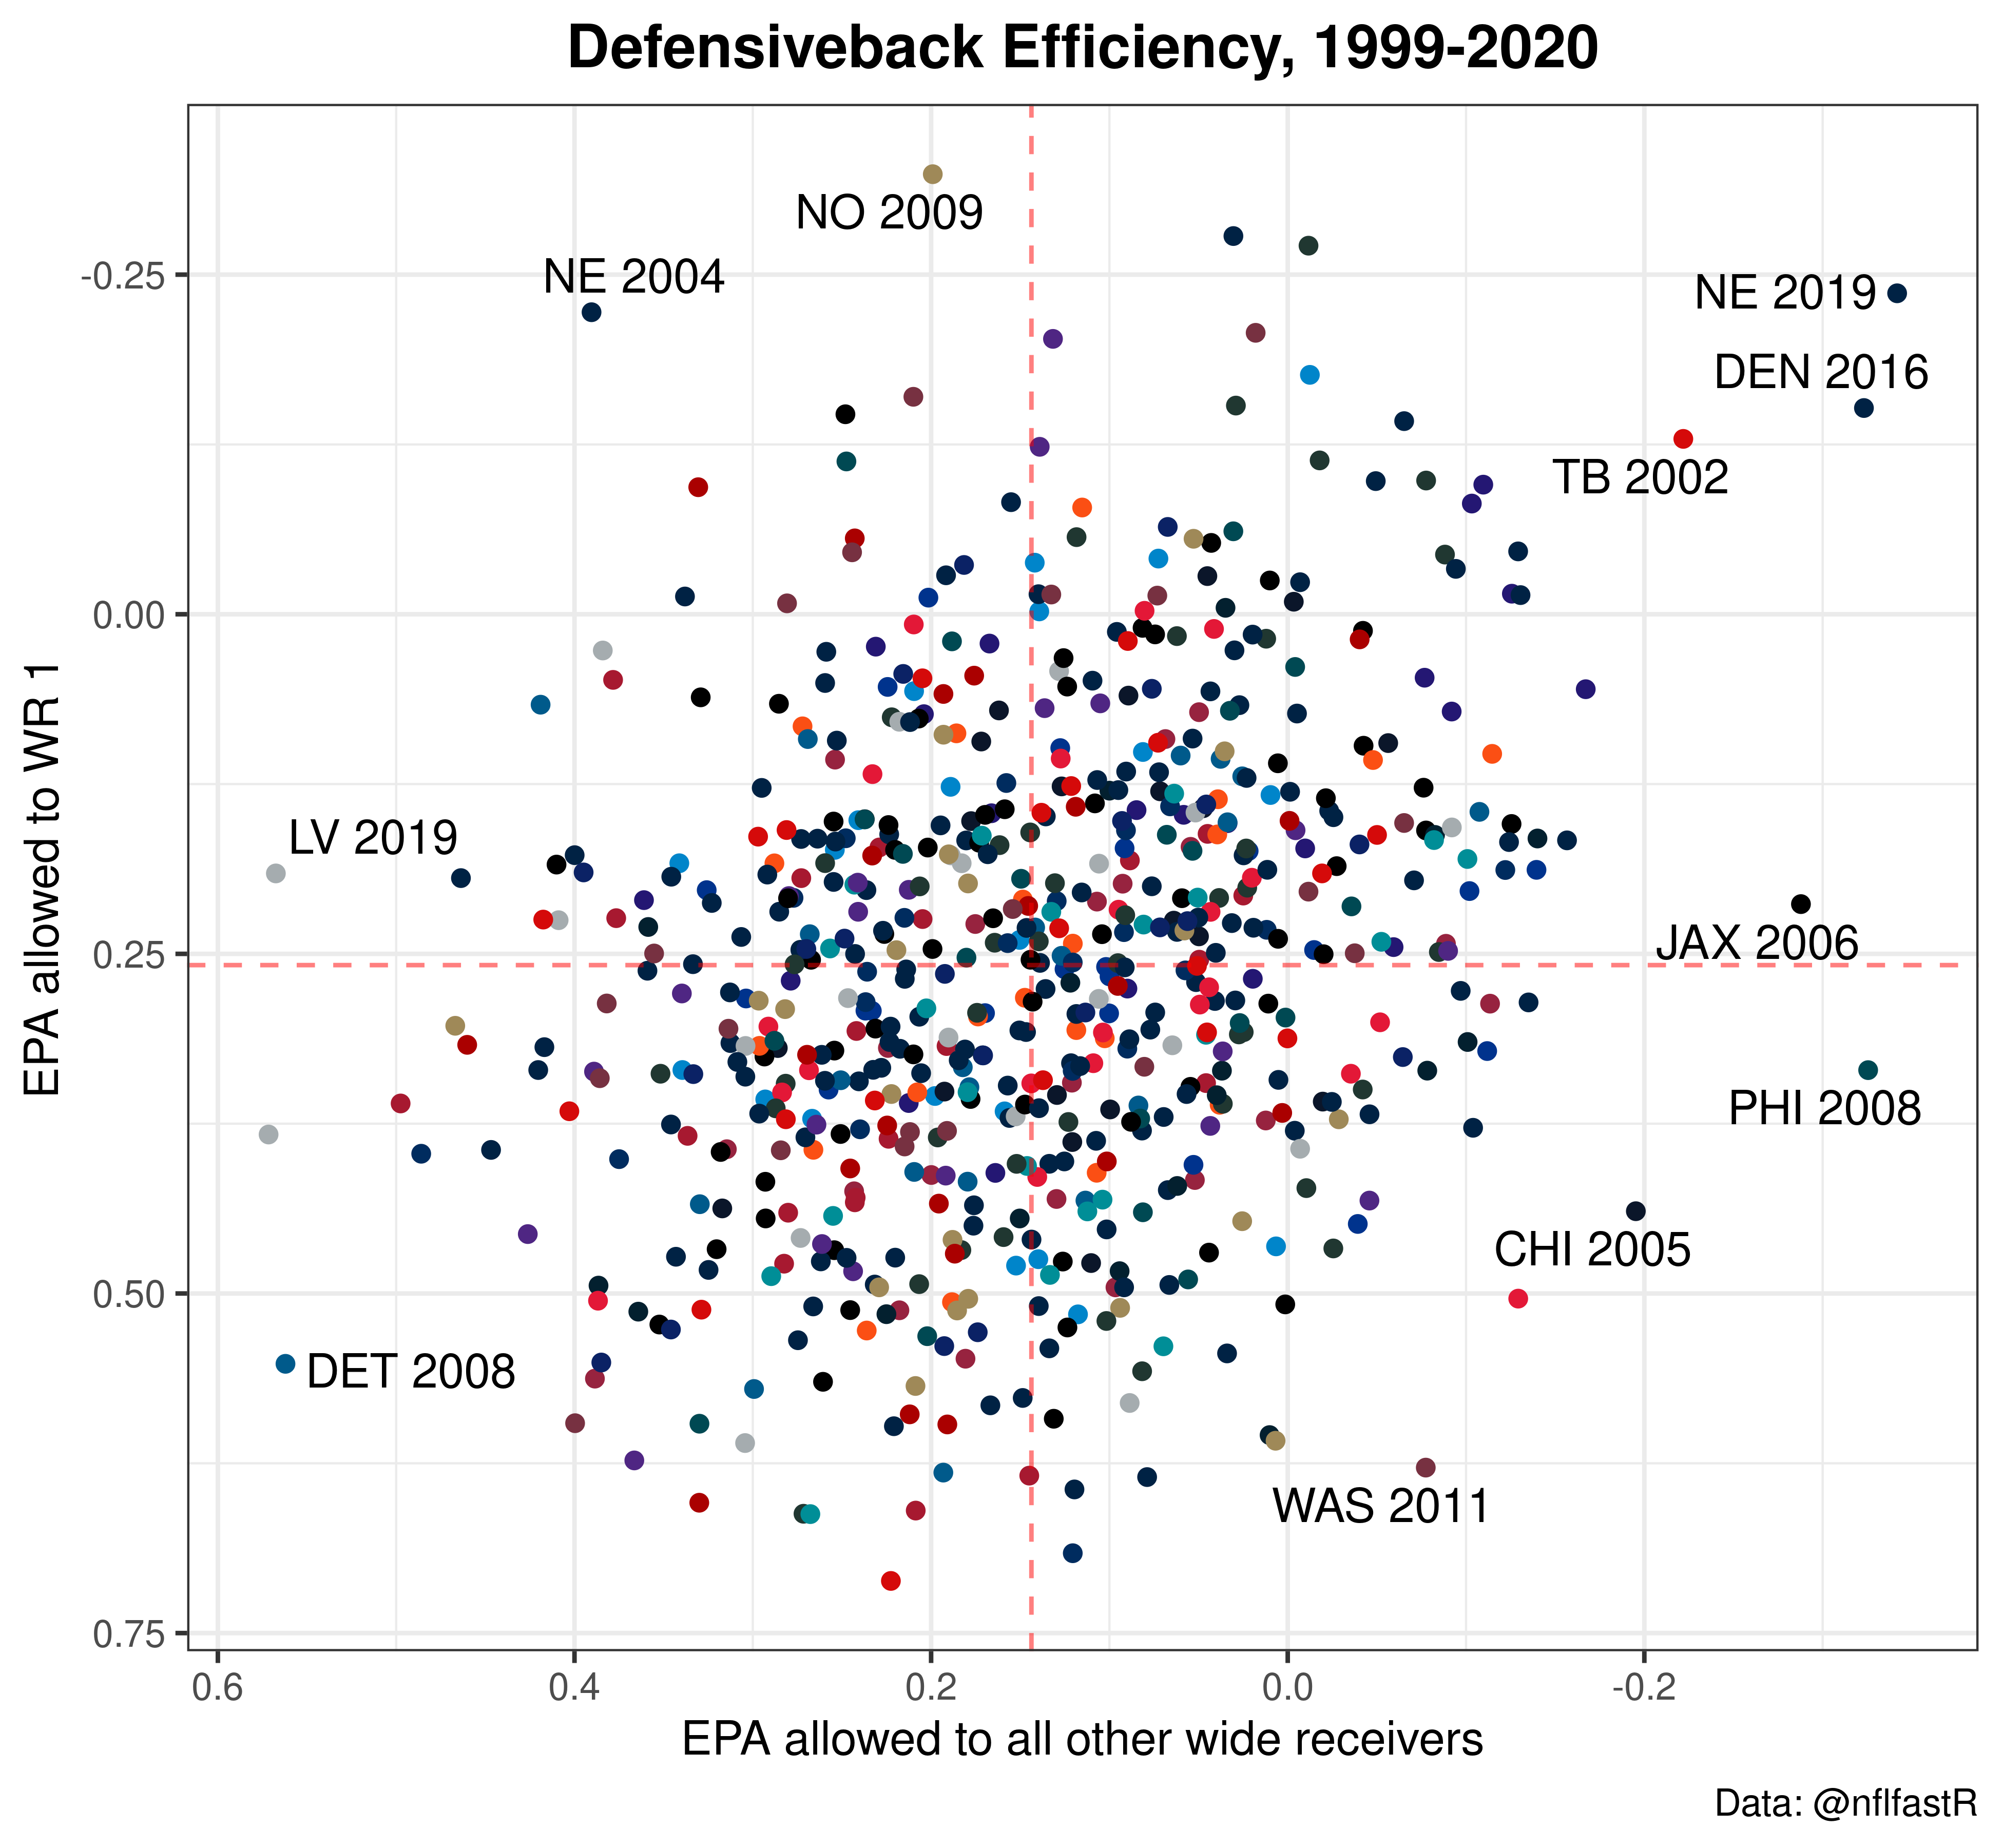 Defensiveback Efficiency, 1999-2020
NO 2009
NE 2004
NE 2019
DEN 2016
TB 2002
LV 2019
JAX 2006
PHI 2008
CHI 2005
DET 2008
WAS 2011
EPA allowed to WR 1
-0.25
0.00
0.25
0.50
0.75
0.6 0.4 0.2 0.0 -0.2
EPA allowed to all other wide receivers
Data: @nflfastR